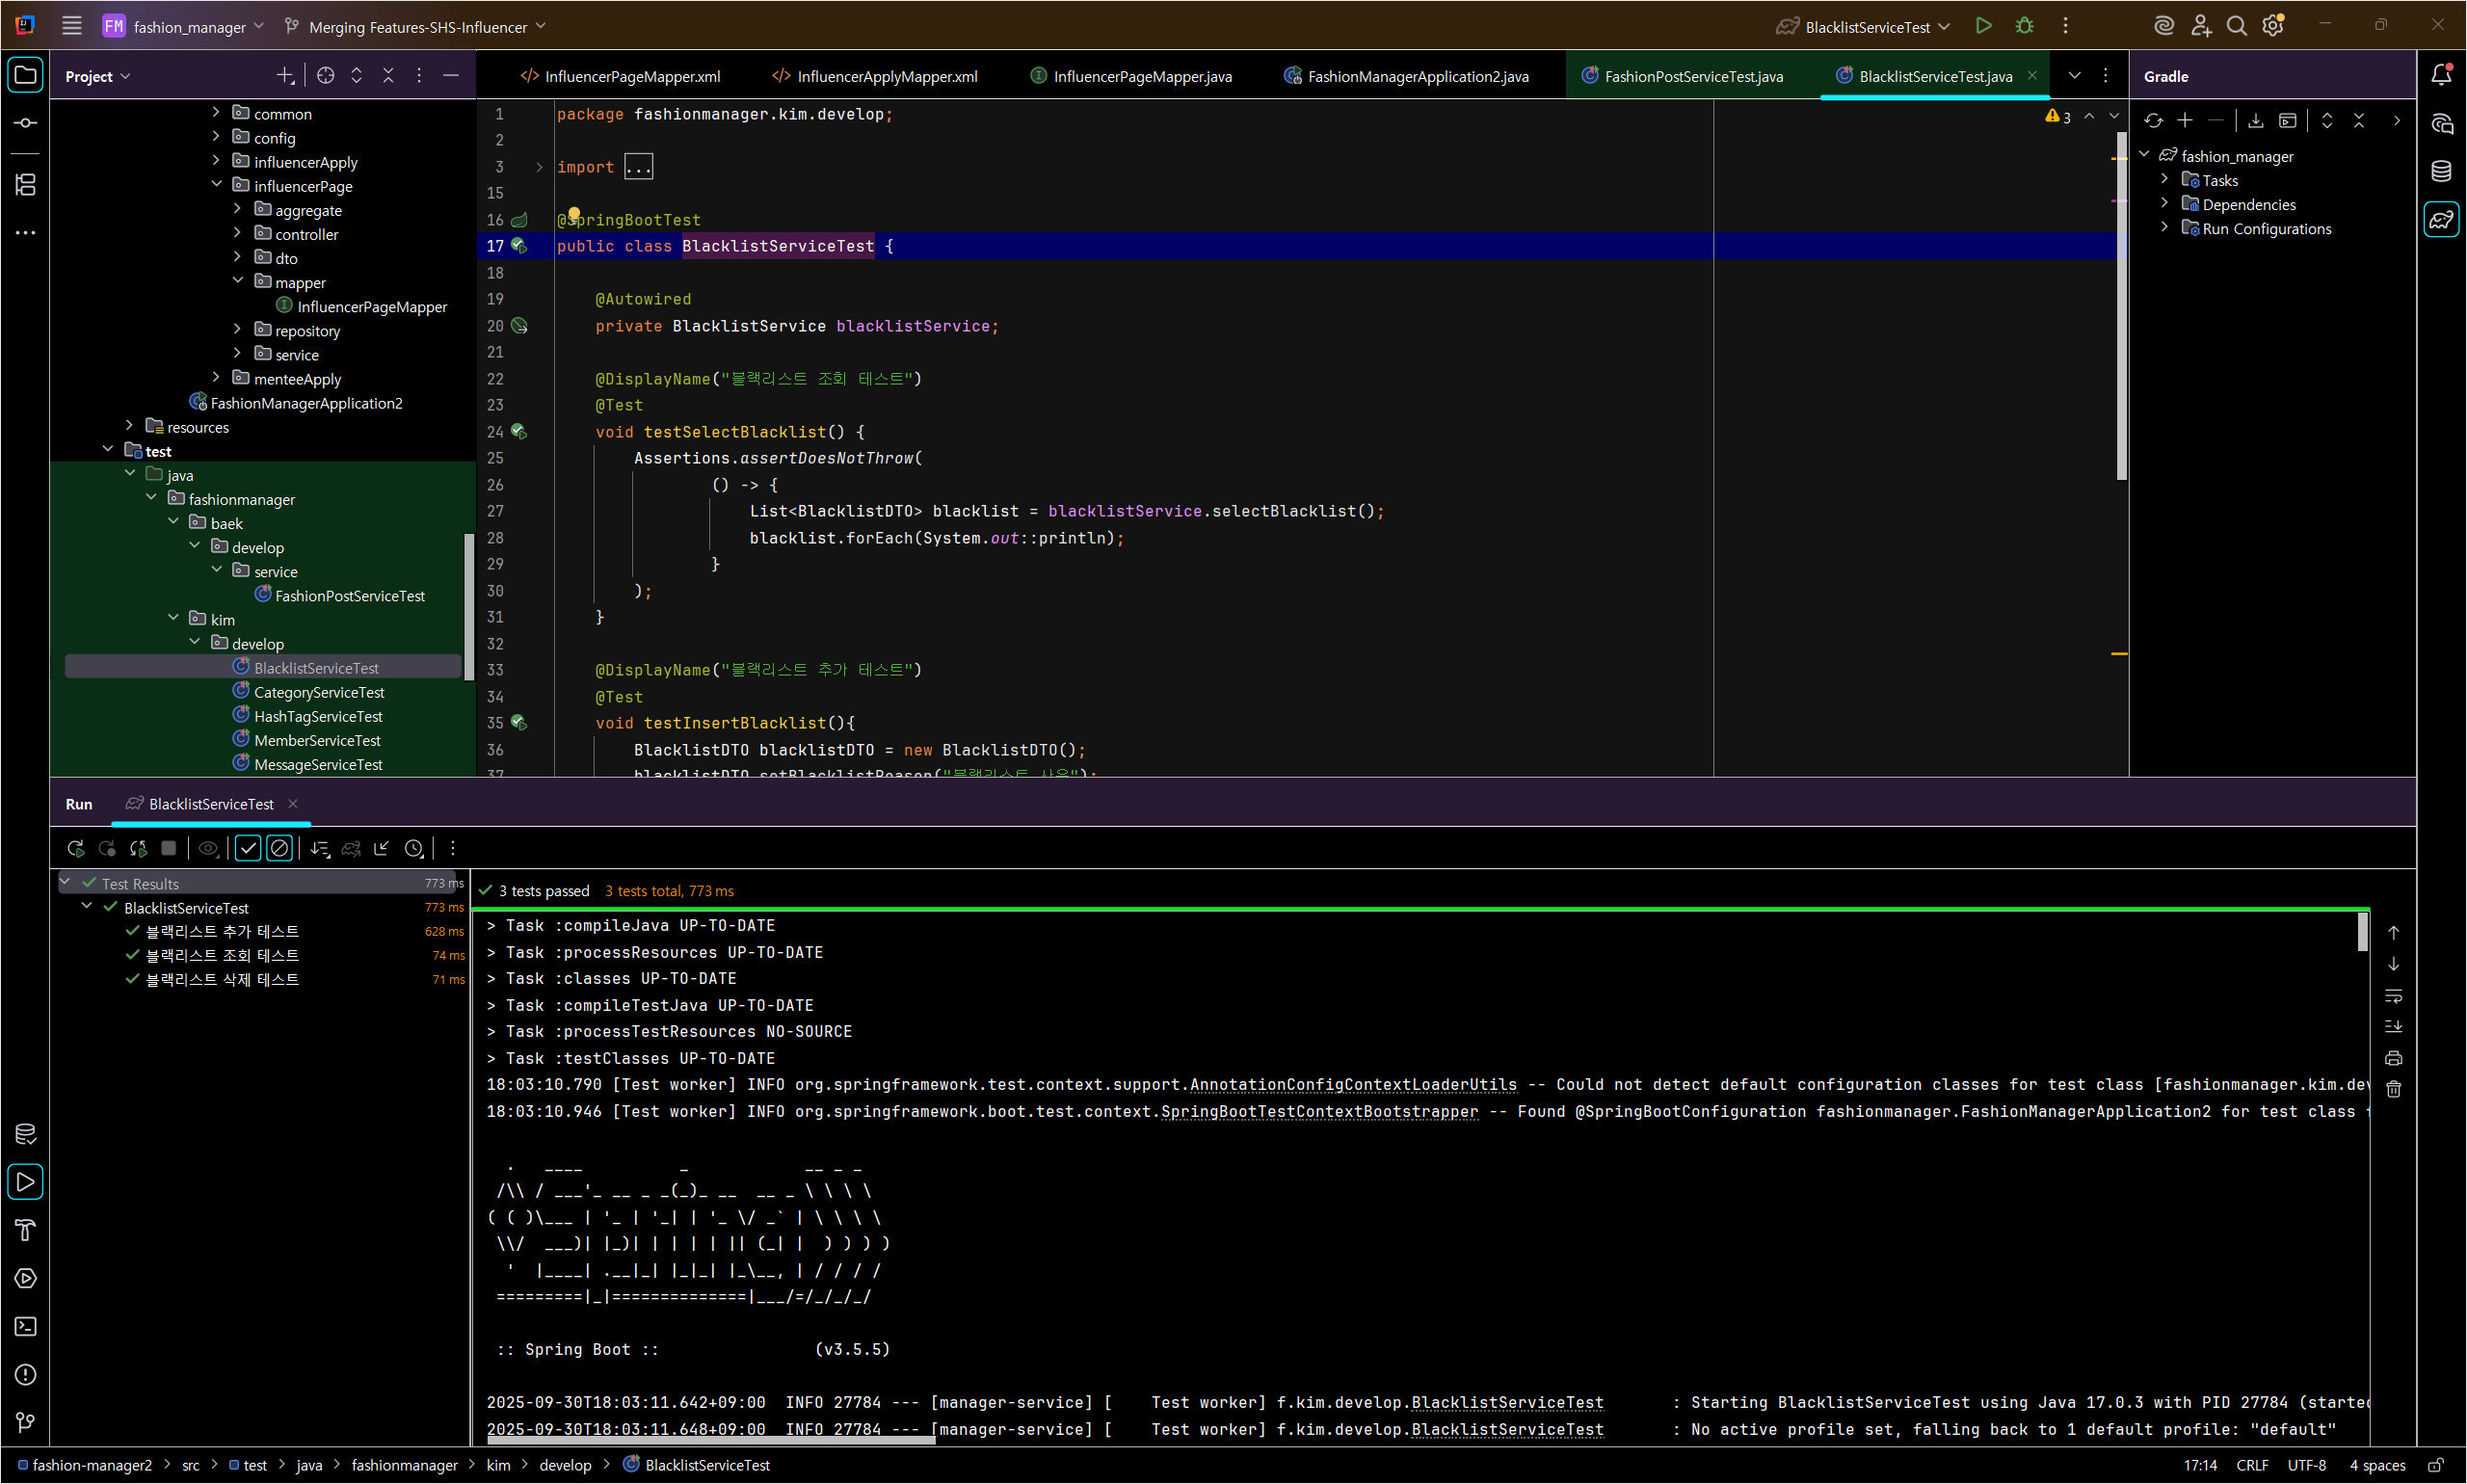 FM fashion_manager Merging Features-SHS-Influencer BlacklistServiceTest
Project
InfluencerPageMapper.xml InfluencerApplyMapper.xml InfluencerPageMapper.java FashionManagerApplication2.java FashionPostServiceTest.java BlacklistServiceTest.java
Gradle
common
config
influencerApply
influencerPage
aggregate
controller
dto
mapper
InfluencerPageMapper
repository
service
menteeApply
FashionManagerApplication2
resources
test
java
fashionmanager
baek
develop
service
FashionPostServiceTest
kim
develop
BlacklistServiceTest
CategoryServiceTest
HashTagServiceTest
MemberServiceTest
MessageServiceTest
1 package fashionmanager.kim.develop;
2
3 import ...
15
16 @SpringBootTest
17 public class BlacklistServiceTest {
18
19 @Autowired
20 private BlacklistService blacklistService;
21
22 @DisplayName("블랙리스트 조회 테스트")
23 @Test
24 void testSelectBlacklist() {
25 Assertions.assertDoesNotThrow(
26 () -> {
27 List<BlacklistDTO> blacklist = blacklistService.selectBlacklist();
28 blacklist.forEach(System.out::println);
29 }
30 );
31 }
32
33 @DisplayName("블랙리스트 추가 테스트")
34 @Test
35 void testInsertBlacklist(){
36 BlacklistDTO blacklistDTO = new BlacklistDTO();
37 blacklistDTO.setBlacklistReason("블랙리스트 사유");
3
fashion_manager
Tasks
Dependencies
Run Configurations
Run BlacklistServiceTest
Test Results 773 ms
BlacklistServiceTest 773 ms
블랙리스트 추가 테스트 628 ms
블랙리스트 조회 테스트 74 ms
블랙리스트 삭제 테스트 71 ms
3 tests passed 3 tests total, 773 ms
> Task :compileJava UP-TO-DATE
> Task :processResources UP-TO-DATE
> Task :classes UP-TO-DATE
> Task :compileTestJava UP-TO-DATE
> Task :processTestResources NO-SOURCE
> Task :testClasses UP-TO-DATE
18:03:10.790 [Test worker] INFO org.springframework.test.context.support.AnnotationConfigContextLoaderUtils -- Could not detect default configuration classes for test class [fashionmanager.kim.dev
18:03:10.946 [Test worker] INFO org.springframework.boot.test.context.SpringBootTestContextBootstrapper -- Found @SpringBootConfiguration fashionmanager.FashionManagerApplication2 for test class
:: Spring Boot :: (v3.5.5)
2025-09-30T18:03:11.642+09:00 INFO 27784 --- [manager-service] [ Test worker] f.kim.develop.BlacklistServiceTest : Starting BlacklistServiceTest using Java 17.0.3 with PID 27784 (started
2025-09-30T18:03:11.648+09:00 INFO 27784 --- [manager-service] [ Test worker] f.kim.develop.BlacklistServiceTest : No active profile set, falling back to 1 default profile: "default"
fashion-manager2 > src > test > java > fashionmanager > kim > develop > BlacklistServiceTest
17:14 CRLF UTF-8 4 spaces